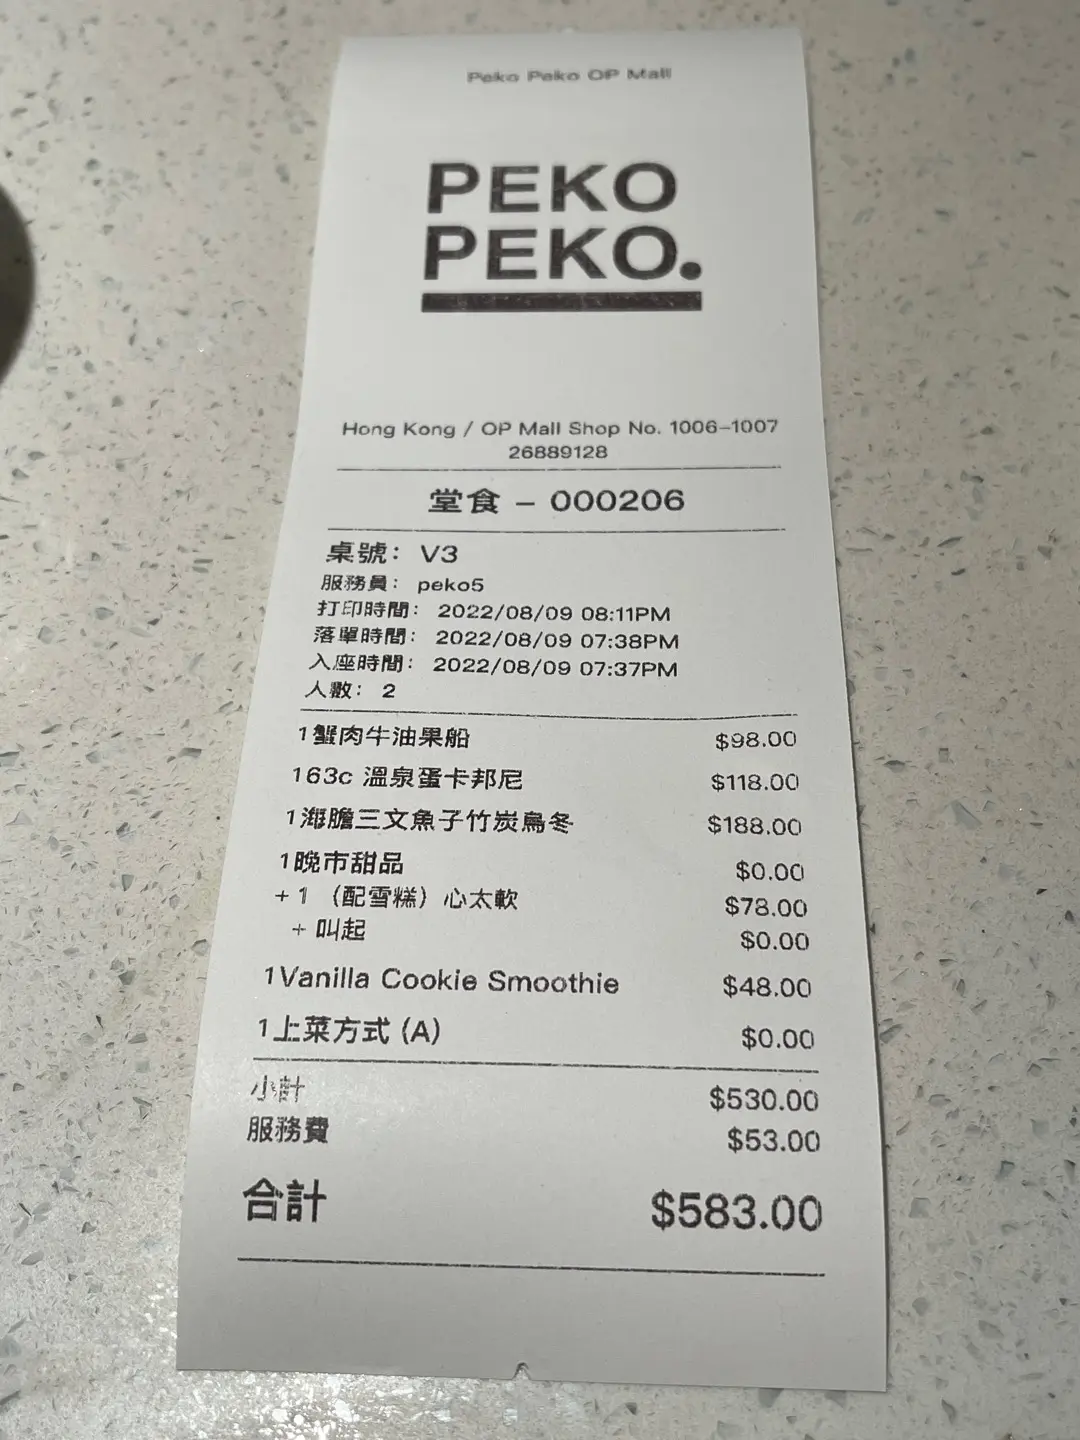 Peko Peko OP Mall
PEKO
PEKO.
Hong Kong / OP Mall Shop No. 1006-1007
26889128
堂食 - 000206
桌號： V3
服務員： peko5
打印時間： 2022/08/09 08:11PM
落單時間： 2022/08/09 07:38PM
入座時間： 2022/08/09 07:37PM
人數： 2
1蟹肉牛油果船 $98.00
163c 溫泉蛋卡邦尼 $118.00
1海膽三文魚子竹炭烏冬 $188.00
1晚市甜品 $0.00
+ 1 （配雪糕）心太軟 $78.00
+ 叫起 $0.00
1Vanilla Cookie Smoothie $48.00
1上菜方式 (A) $0.00
小計 $530.00
服務費 $53.00
合計 $583.00